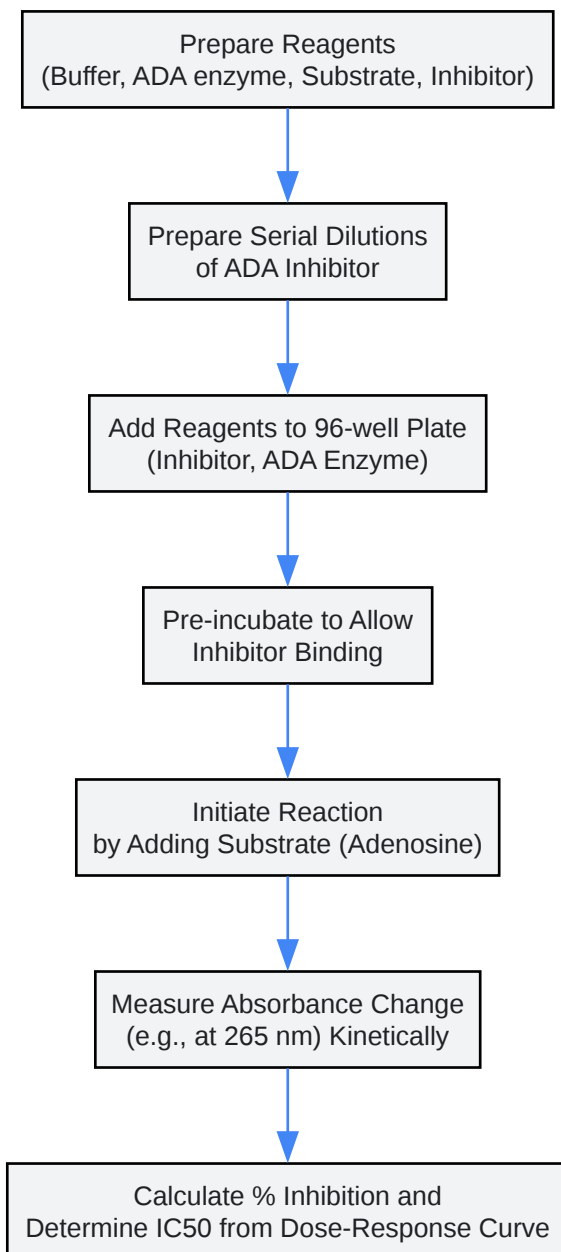 Prepare Reagents
(Buffer, ADA enzyme, Substrate, Inhibitor)
Prepare Serial Dilutions
of ADA Inhibitor
Add Reagents to 96-well Plate
(Inhibitor, ADA Enzyme)
Pre-incubate to Allow
Inhibitor Binding
Initiate Reaction
by Adding Substrate (Adenosine)
Measure Absorbance Change
(e.g., at 265 nm) Kinetically
Calculate % Inhibition and
Determine IC50 from Dose-Response Curve